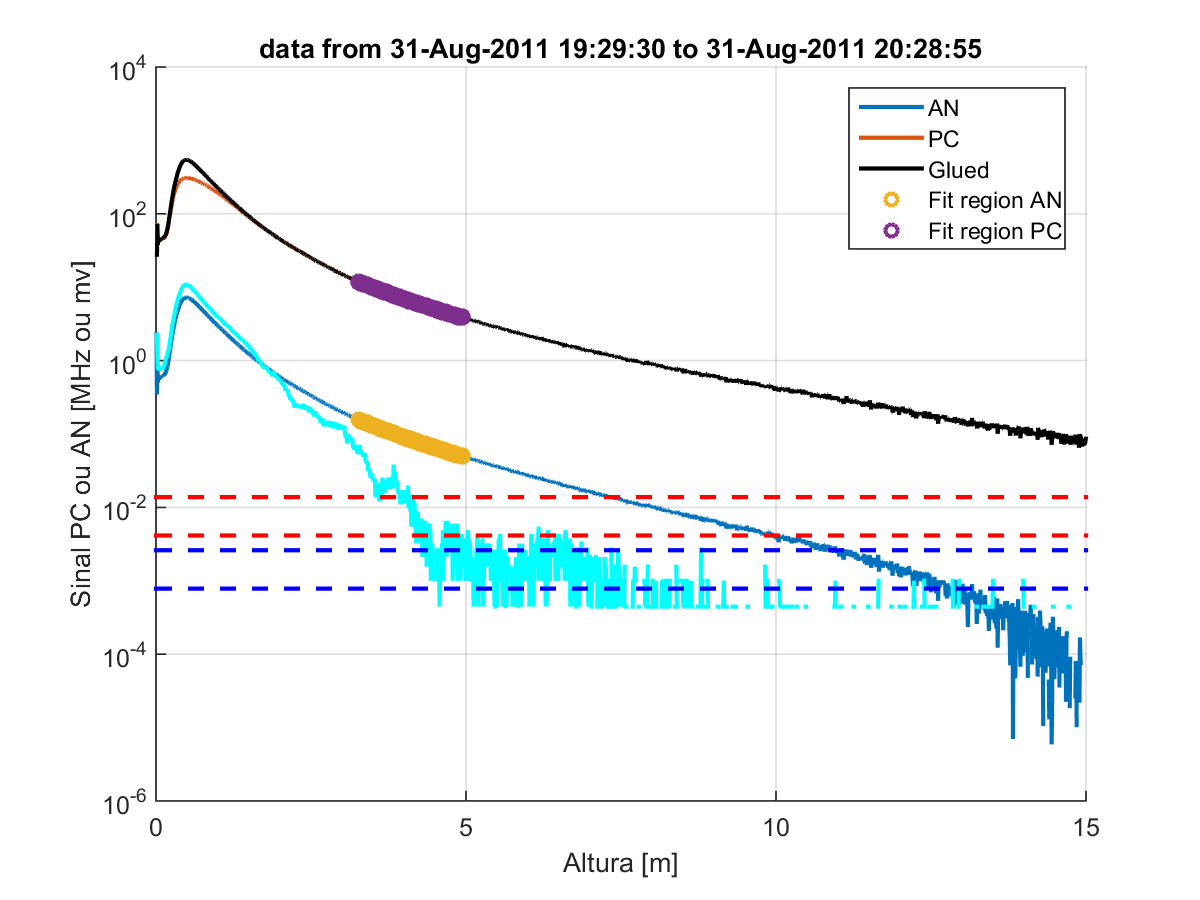 data from 31-Aug-2011 19:29:30 to 31-Aug-2011 20:28:55
Sinal PC ou AN [MHz ou mv]
10^4
10^2
10^0
10^-2
10^-4
10^-6
AN
PC
Glued
Fit region AN
Fit region PC
0 5 10 15
Altura [m]